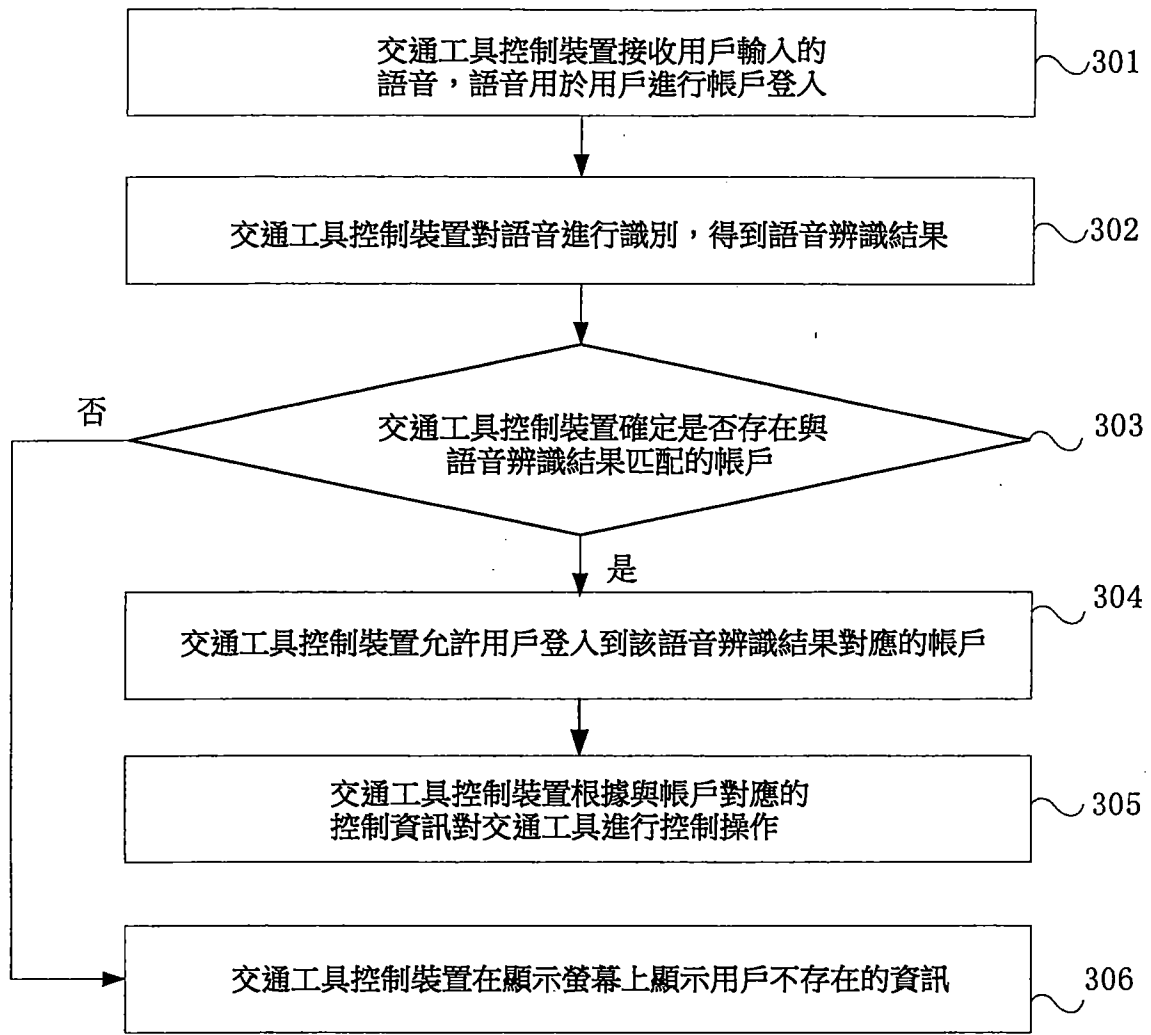 交通工具控制裝置接收用戶輸入的
語音，語音用於用戶進行帳戶登入
301
交通工具控制裝置對語音進行識別，得到語音辨識結果
302
否
交通工具控制裝置確定是否存在與
語音辨識結果匹配的帳戶
303
是
304
交通工具控制裝置允許用戶登入到該語音辨識結果對應的帳戶
交通工具控制裝置根據與帳戶對應的
控制資訊對交通工具進行控制操作
305
交通工具控制裝置在顯示螢幕上顯示用戶不存在的資訊
306